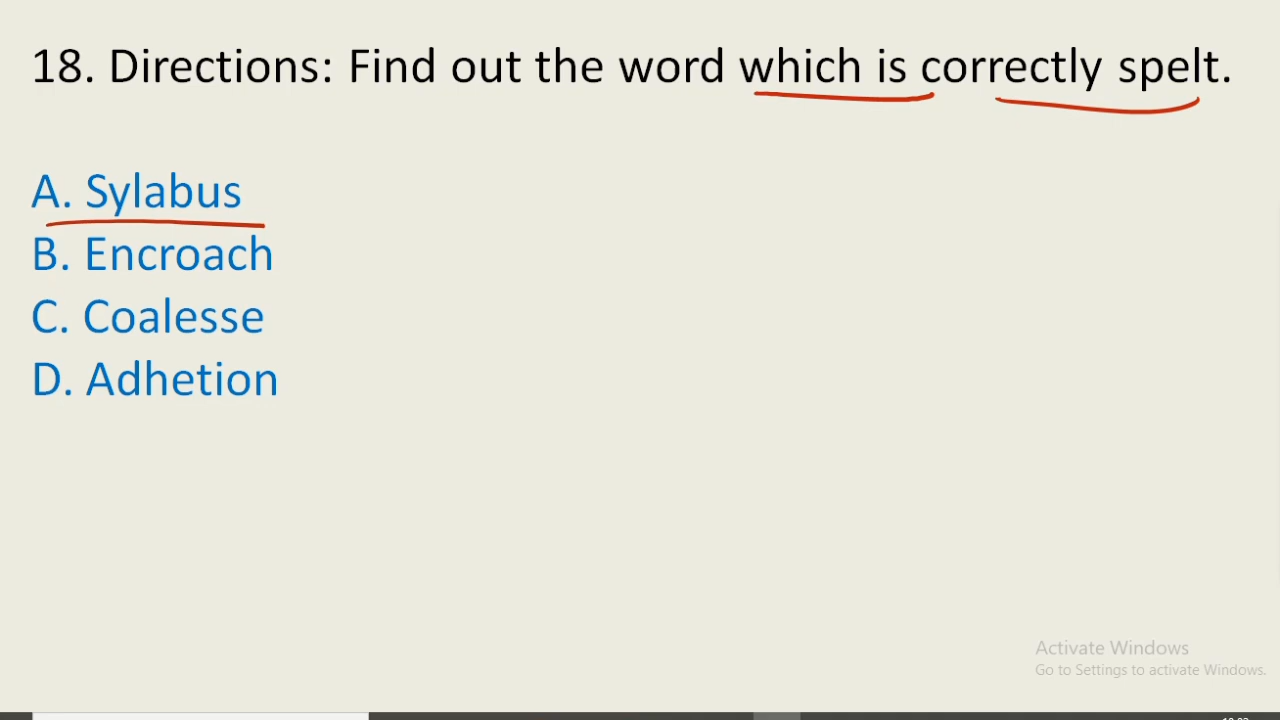 18. Directions: Find out the word which is correctly spelt.
A. Sylabus
B. Encroach
C. Coalesse
D. Adhetion
Activate Windows
Go to Settings to activate Windows.